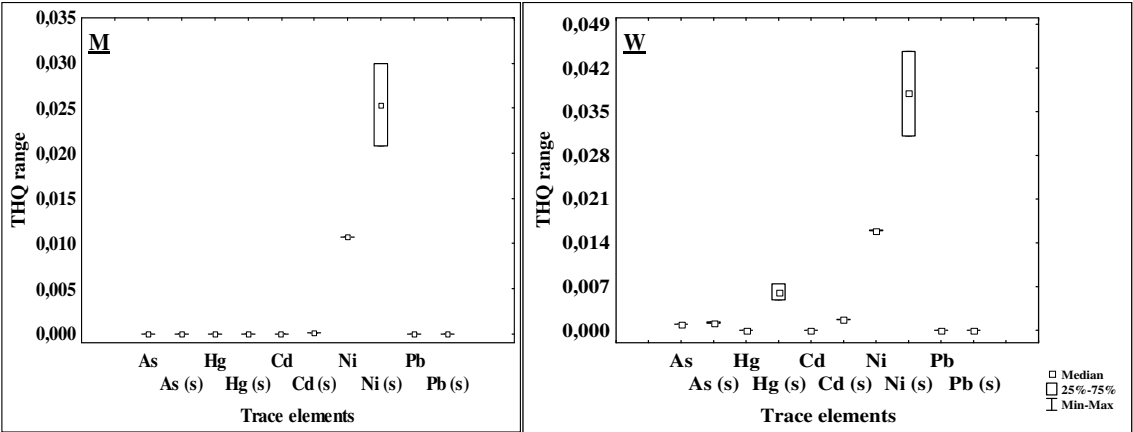 M
THQ range
0,035
0,030
0,025
0,020
0,015
0,010
0,005
0,000
As Hg Cd Ni Pb
As (s) Hg (s) Cd (s) Ni (s) Pb (s)
Trace elements
W
THQ range
0,049
0,042
0,035
0,028
0,021
0,014
0,007
0,000
As Hg Cd Ni Pb
As (s) Hg (s) Cd (s) Ni (s) Pb (s)
Trace elements
Median
25%-75%
Min-Max